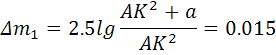 Δm₁ = 2.5lg (AK² + a)/(AK²) = 0.015